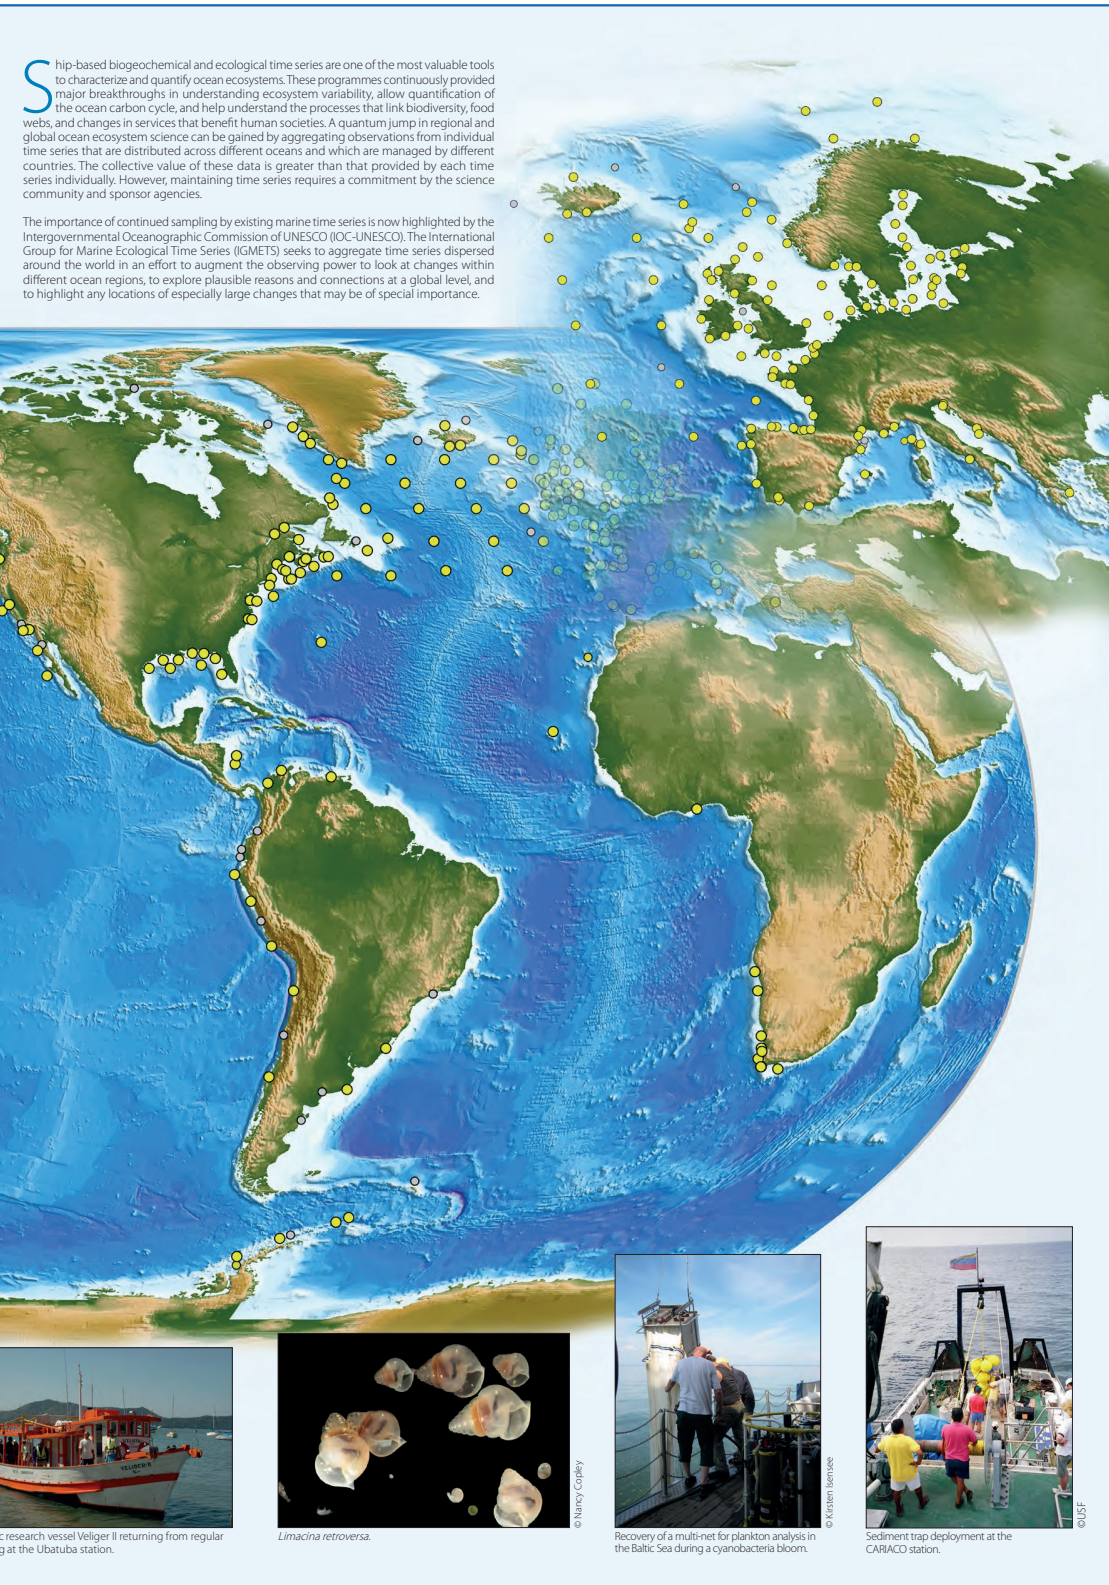 Ship-based biogeochemical and ecological time series are one of the most valuable tools
to characterize and quantify ocean ecosystems. These programmes continuously provided
major breakthroughs in understanding ecosystem variability, allow quantification of
the ocean carbon cycle, and help understand the processes that link biodiversity, food
webs, and changes in services that benefit human societies. A quantum jump in regional and
global ocean ecosystem science can be gained by aggregating observations from individual
time series that are distributed across different oceans and which are managed by different
countries. The collective value of these data is greater than that provided by each time
series individually. However, maintaining time series requires a commitment by the science
community and sponsor agencies.
The importance of continued sampling by existing marine time series is now highlighted by the
Intergovernmental Oceanographic Commission of UNESCO (IOC-UNESCO). The International
Group for Marine Ecological Time Series (IGMETS) seeks to aggregate time series dispersed
around the world in an effort to augment the observing power to look at changes within
different ocean regions, to explore plausible reasons and connections at a global level, and
to highlight any locations of especially large changes that may be of special importance.
VELIGER II
c research vessel Veliger II returning from regular
g at the Ubatuba station.
Limacina retroversa.
© Nancy Copley
Recovery of a multi-net for plankton analysis in
the Baltic Sea during a cyanobacteria bloom.
© Kirsten Isensee
Sediment trap deployment at the
CARIACO station.
©USF